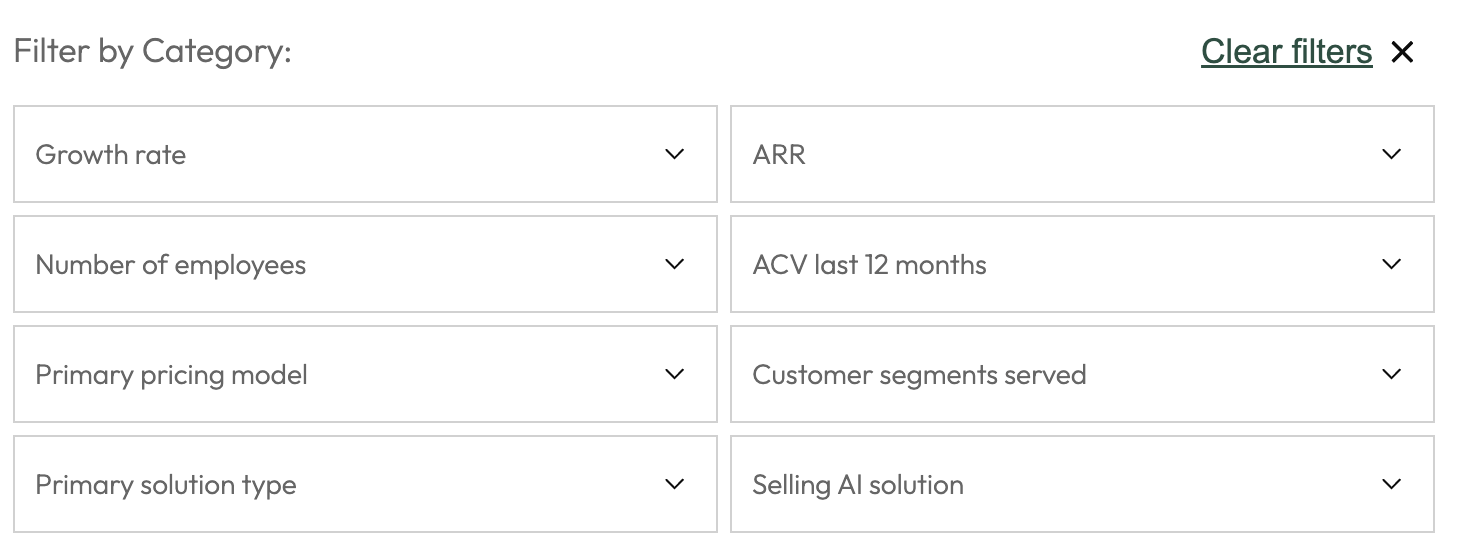 Filter by Category:
Clear filters
Growth rate
ARR
Number of employees
ACV last 12 months
Primary pricing model
Customer segments served
Primary solution type
Selling AI solution